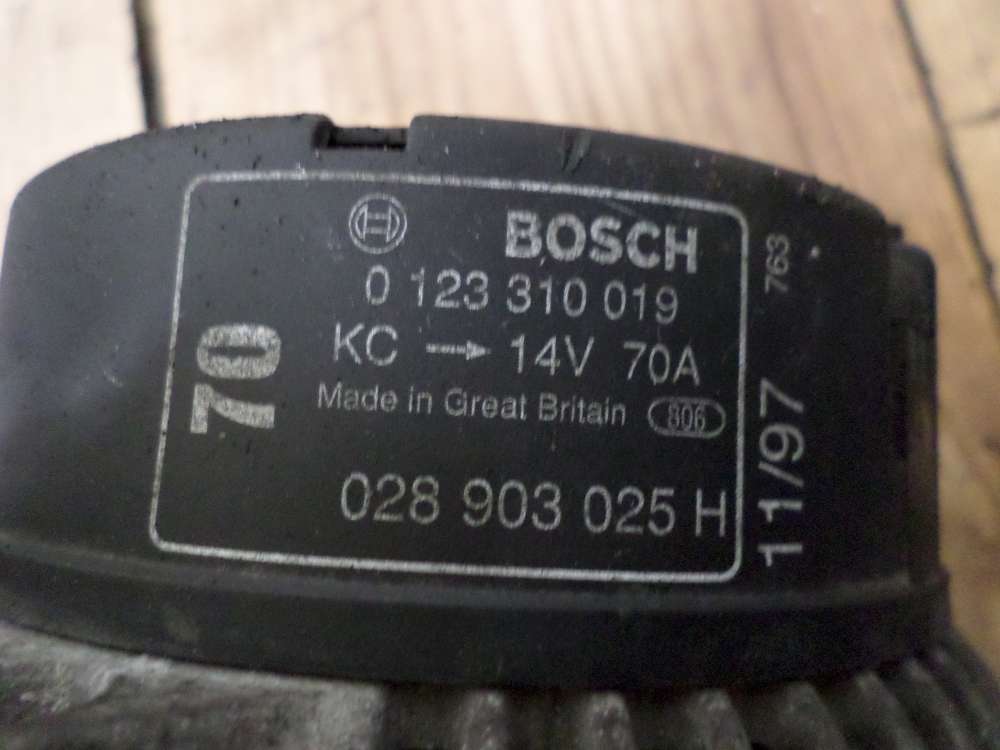 BOSCH
0 123 310 019
KC → 14V 70A
Made in Great Britain 806
028 903 025 H
70
11/97 763